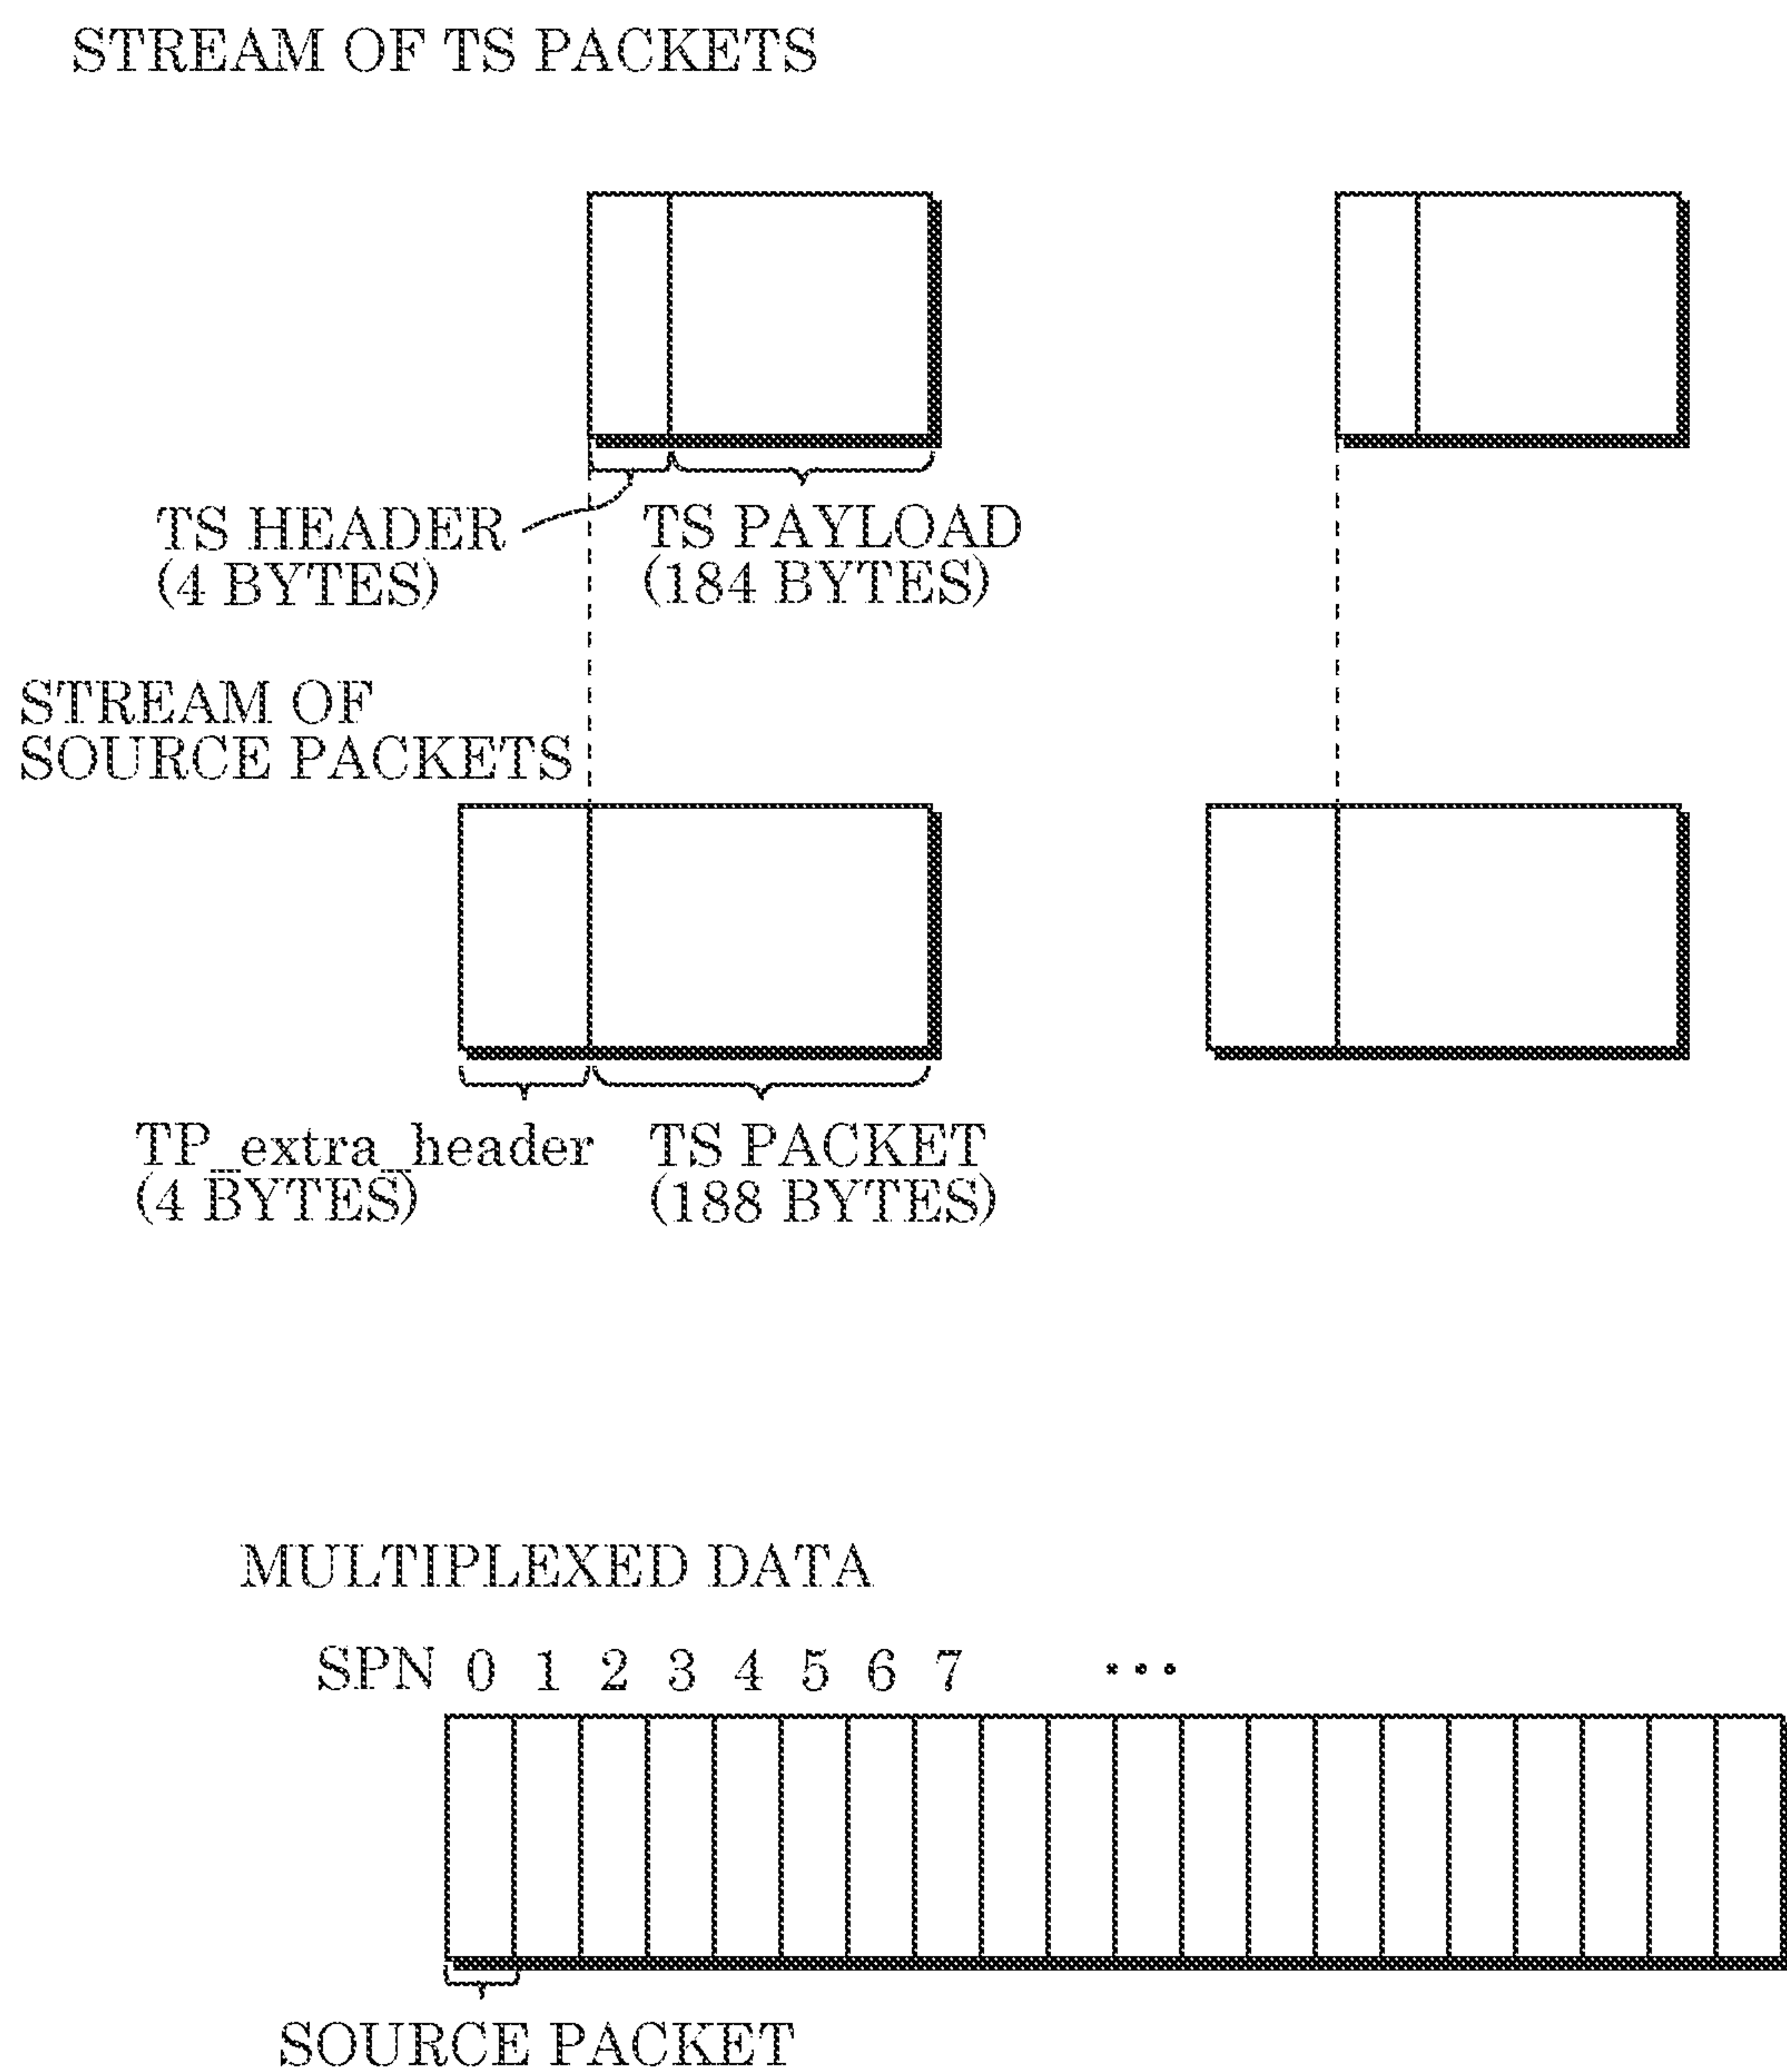 STREAM OF TS PACKETS
TS HEADER
(4 BYTES)
TS PAYLOAD
(184 BYTES)
STREAM OF
SOURCE PACKETS
TP_extra_header
(4 BYTES)
TS PACKET
(188 BYTES)
MULTIPLEXED DATA
SPN 0 1 2 3 4 5 6 7 ...
SOURCE PACKET